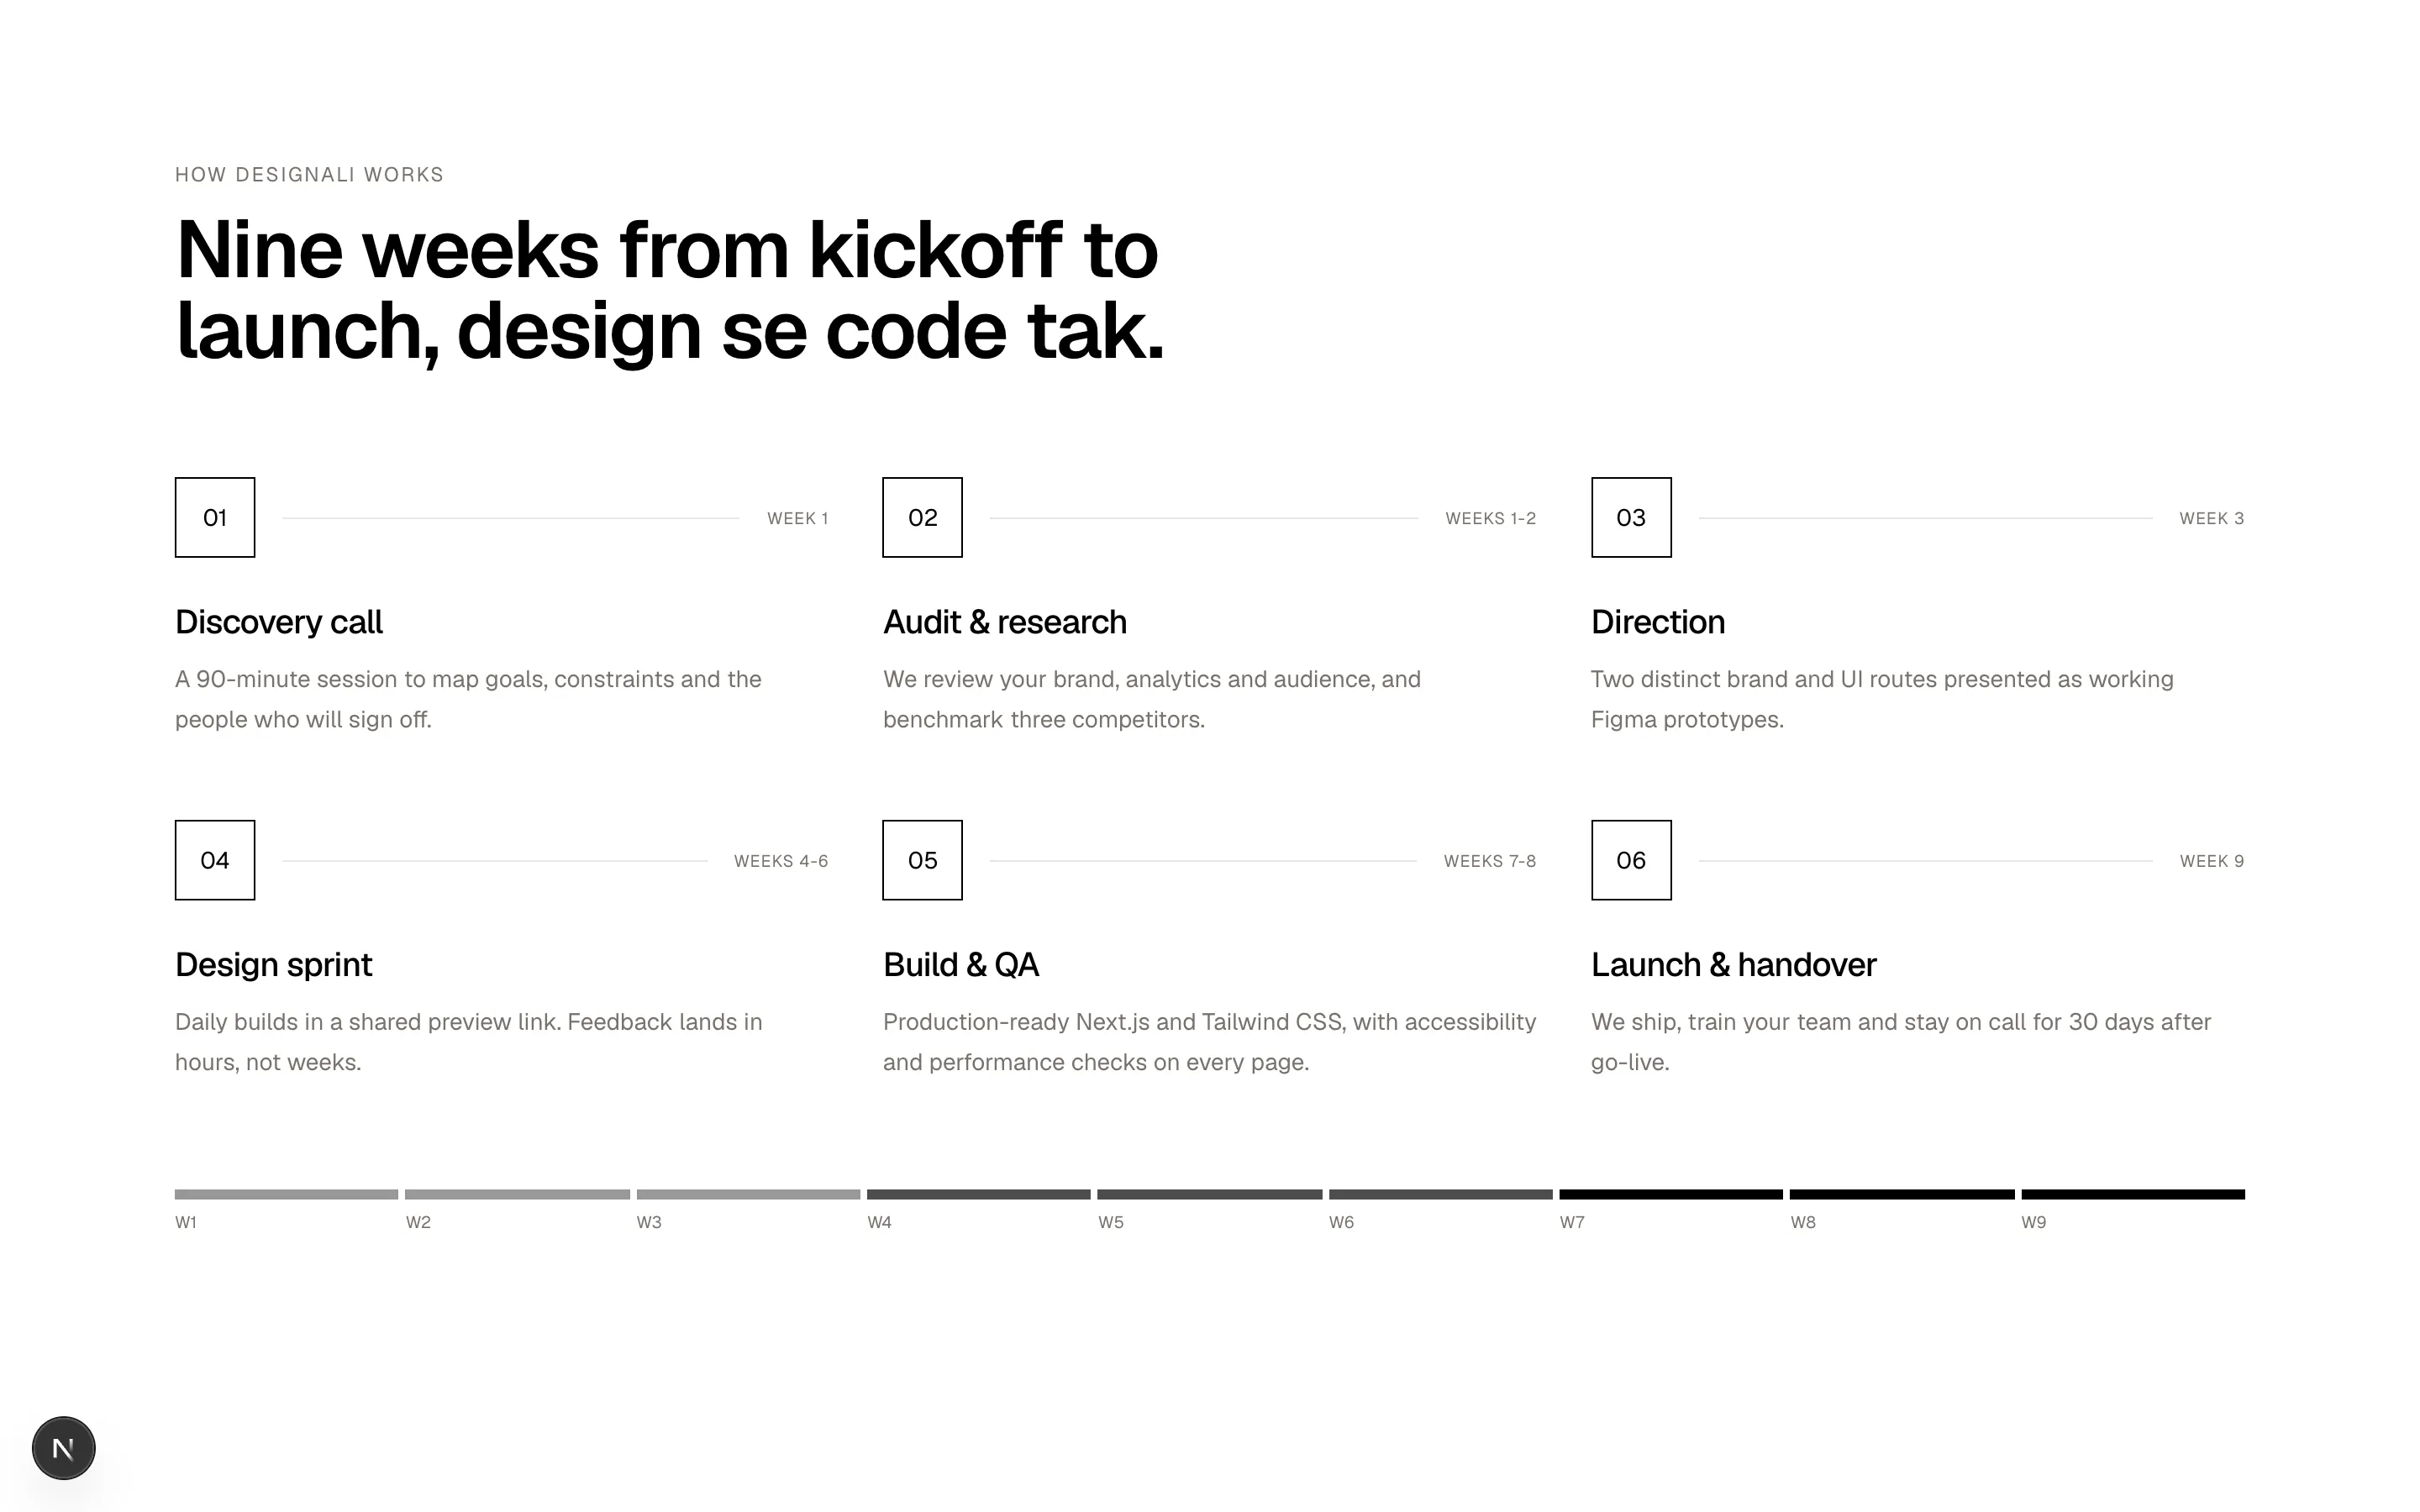 HOW DESIGNALI WORKS
Nine weeks from kickoff to
launch, design se code tak.
01
WEEK 1
Discovery call
A 90-minute session to map goals, constraints and the
people who will sign off.
02
WEEKS 1-2
Audit & research
We review your brand, analytics and audience, and
benchmark three competitors.
03
WEEK 3
Direction
Two distinct brand and UI routes presented as working
Figma prototypes.
04
WEEKS 4-6
Design sprint
Daily builds in a shared preview link. Feedback lands in
hours, not weeks.
05
WEEKS 7-8
Build & QA
Production-ready Next.js and Tailwind CSS, with accessibility
and performance checks on every page.
06
WEEK 9
Launch & handover
We ship, train your team and stay on call for 30 days after
go-live.
W1
W2
W3
W4
W5
W6
W7
W8
W9
N